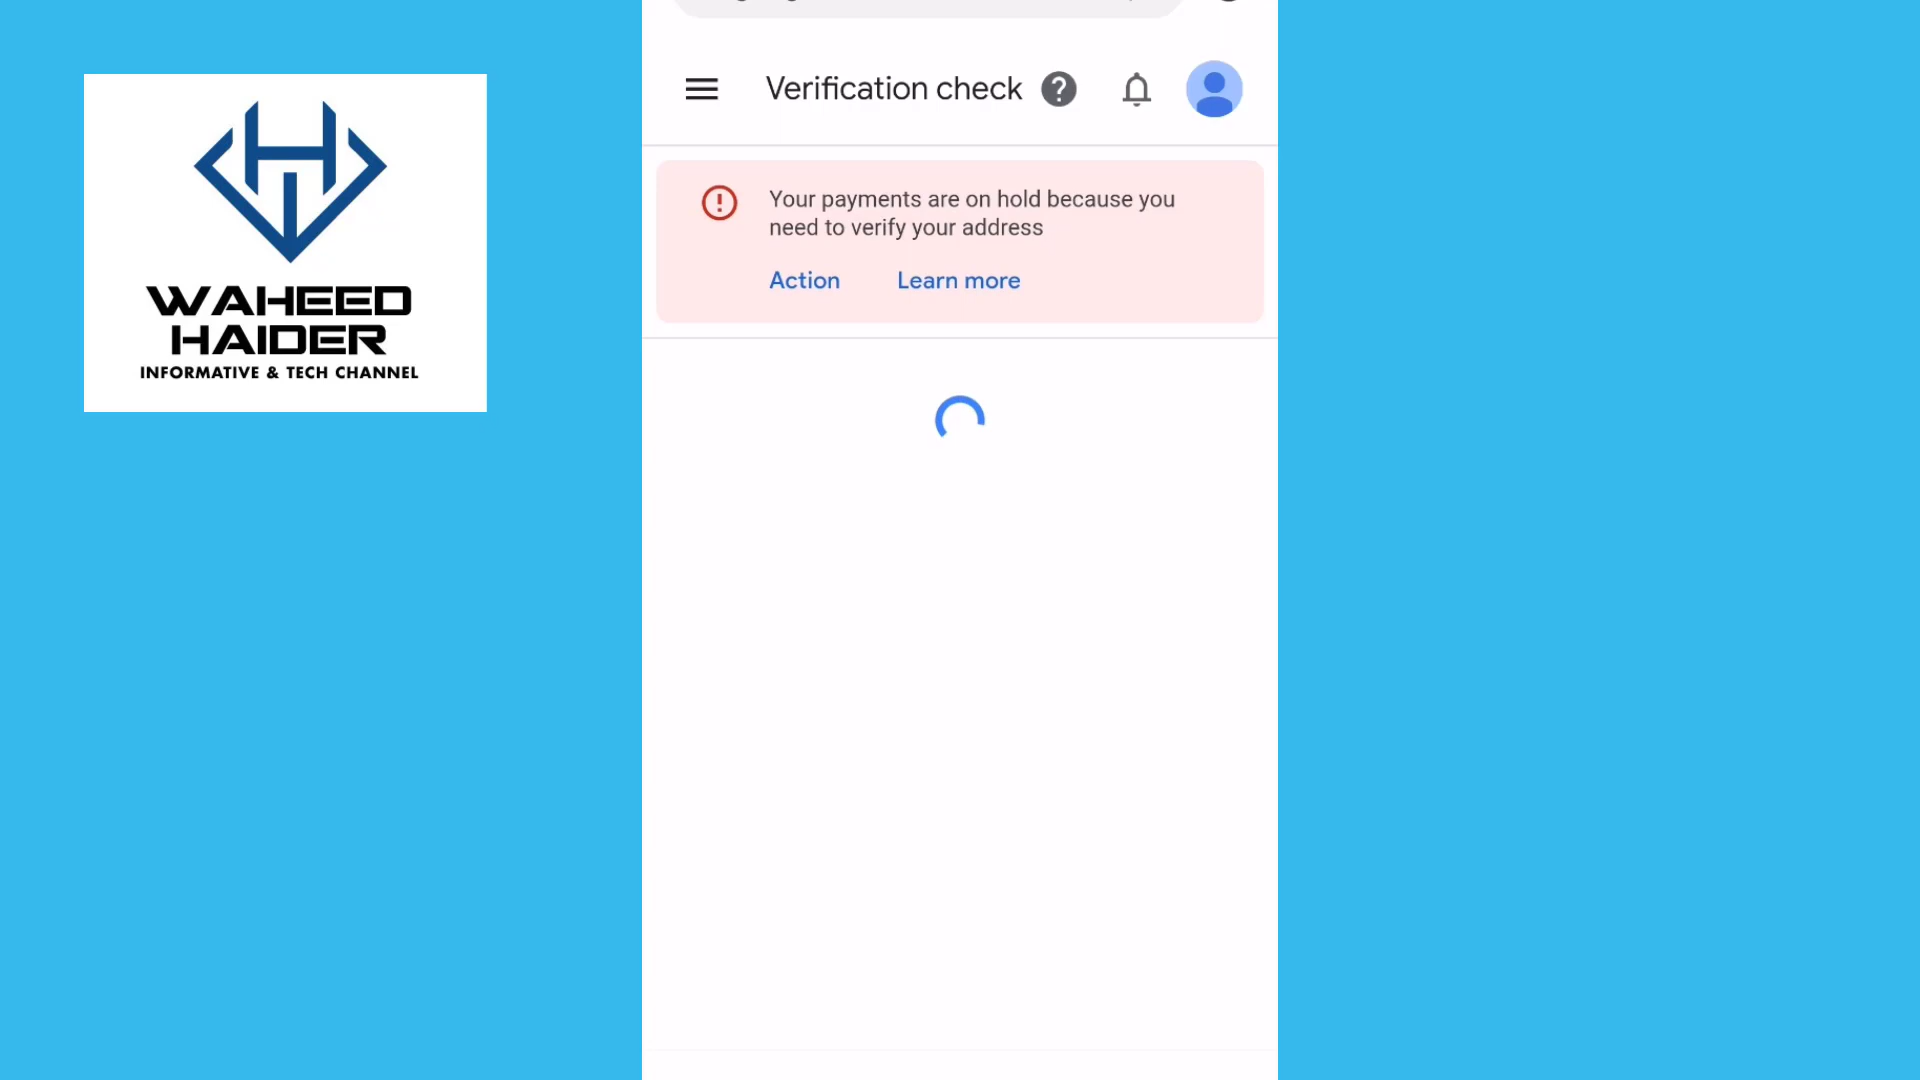 WAHEED
HAIDER
INFORMATIVE & TECH CHANNEL
Verification check
Your payments are on hold because you
need to verify your address
Action Learn more